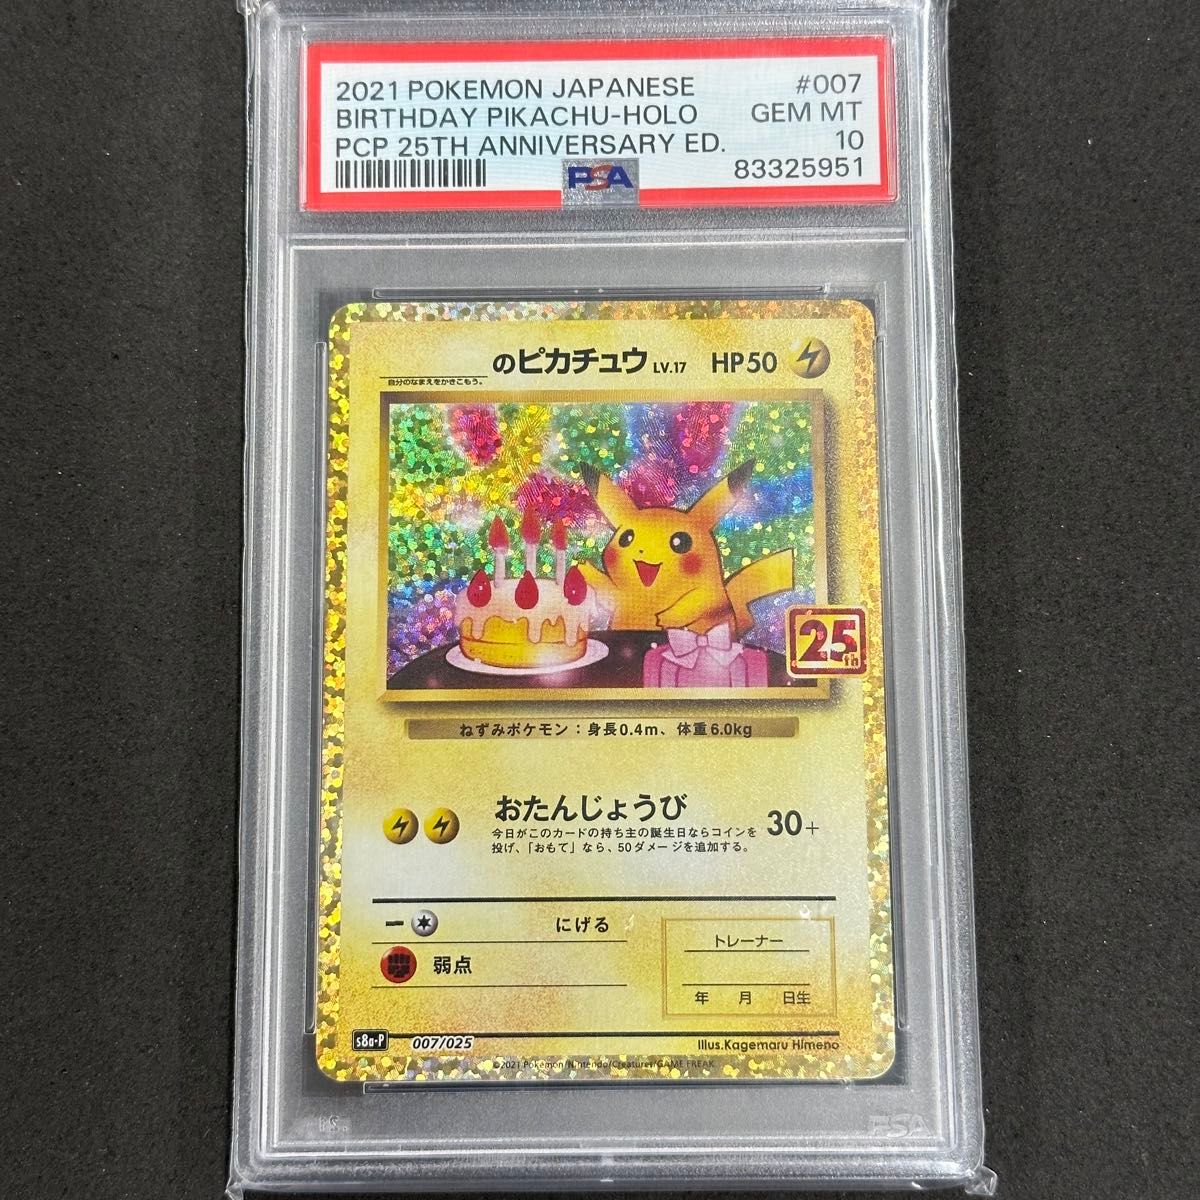 2021 POKEMON JAPANESE #007
BIRTHDAY PIKACHU-HOLO GEM MT
PCP 25TH ANNIVERSARY ED. 10
PSA 83325951
のピカチュウ LV.17 HP50
自分のなまえをかきこもう。
25th
ねずみポケモン：身長0.4m、体重6.0kg
おたんじょうび 30+
今日がこのカードの持ち主の誕生日ならコインを
投げ、「おもて」なら、50ダメージを追加する。
にげる
弱点
トレーナー
年 月 日生
s8a-P 007/025 Illus.Kagemaru Himeno
©2021 Pokémon/Nintendo/Creatures/GAME FREAK.
PSA